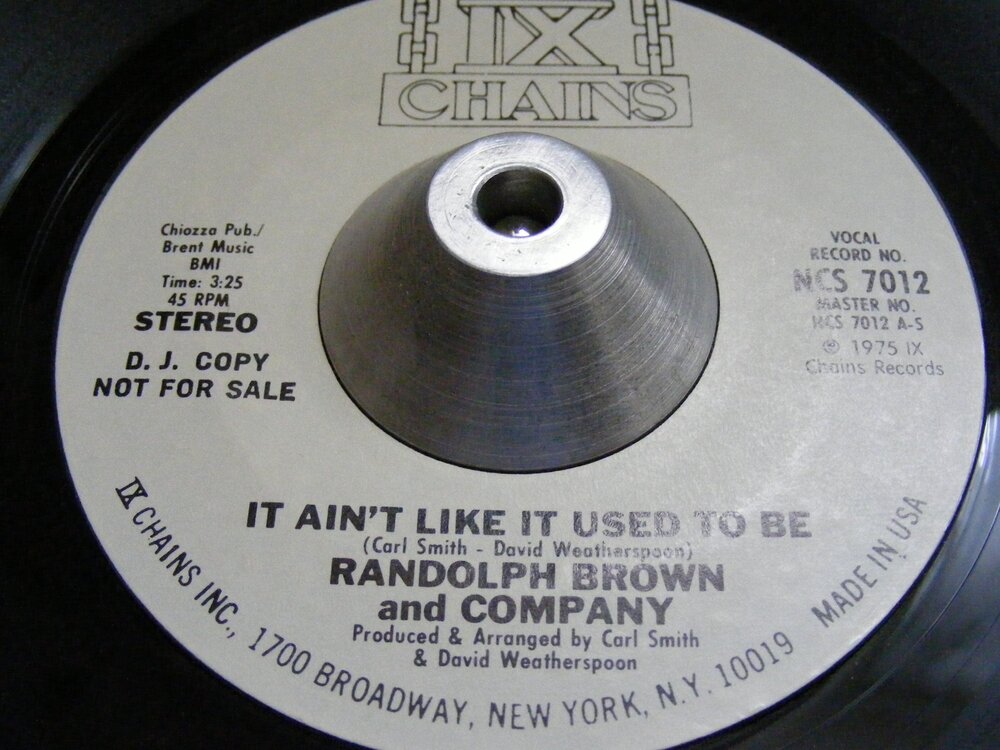 IX
CHAINS
Chiozza Pub./
Brent Music
BMI
Time: 3:25
45 RPM
STEREO
D. J. COPY
NOT FOR SALE
VOCAL
RECORD NO.
NCS 7012
MASTER NO.
NCS 7012 A-S
℗ 1975 IX
Chains Records
IT AIN'T LIKE IT USED TO BE
(Carl Smith - David Weatherspoon)
RANDOLPH BROWN
and COMPANY
Produced & Arranged by Carl Smith
& David Weatherspoon
IX CHAINS INC., 1700 BROADWAY, NEW YORK, N.Y. 10019 MADE IN USA